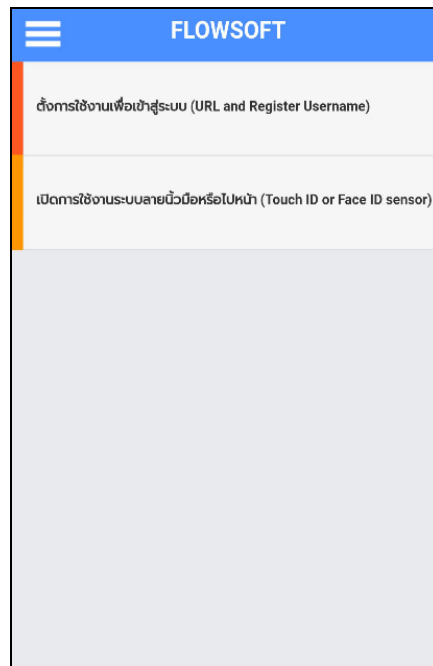 FLOWSOFT
ตั้งการใช้งานเพื่อเข้าสู่ระบบ (URL and Register Username)
เปิดการใช้งานระบบลายนิ้วมือหรือใบหน้า (Touch ID or Face ID sensor)